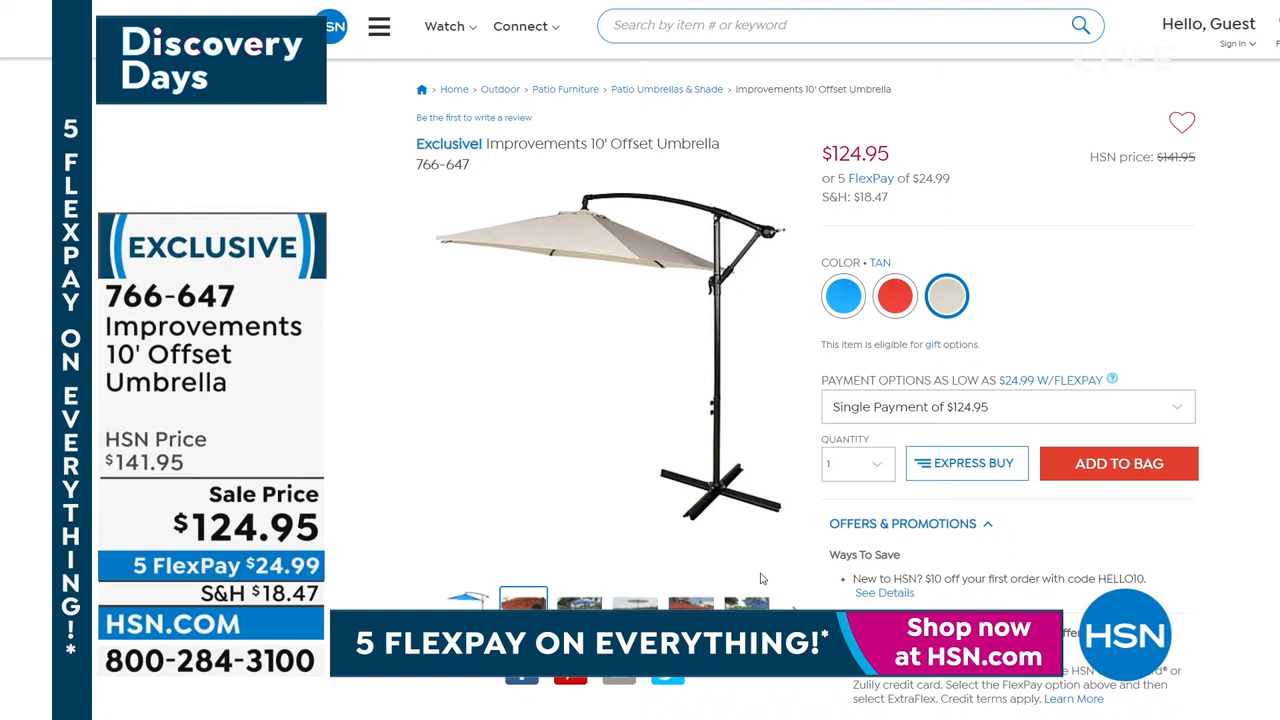 5 FLEXPAY ON EVERYTHING!*
Discovery
Days
EXCLUSIVE
766-647
Improvements
10' Offset
Umbrella
HSN Price
$141.95
Sale Price
$124.95
5 FlexPay $24.99
S&H $18.47
HSN.COM
800-284-3100
SN
Watch
Connect
Search by item # or keyword
Hello, Guest
Sign In
LIVE
Home > Outdoor > Patio Furniture > Patio Umbrellas & Shade > Improvements 10' Offset Umbrella
Be the first to write a review
Exclusive! Improvements 10' Offset Umbrella
766-647
$124.95
HSN price: $141.95
or 5 FlexPay of $24.99
S&H: $18.47
COLOR • TAN
This item is eligible for gift options.
PAYMENT OPTIONS AS LOW AS $24.99 W/FLEXPAY ?
Single Payment of $124.95
QUANTITY
1
EXPRESS BUY
ADD TO BAG
OFFERS & PROMOTIONS
Ways To Save
• New to HSN? $10 off your first order with code HELLO10.
See Details
5 FLEXPAY ON EVERYTHING!*
Shop now
at HSN.com
HSN
Zulily credit card. Select the FlexPay option above and then
select ExtraFlex. Credit terms apply. Learn More